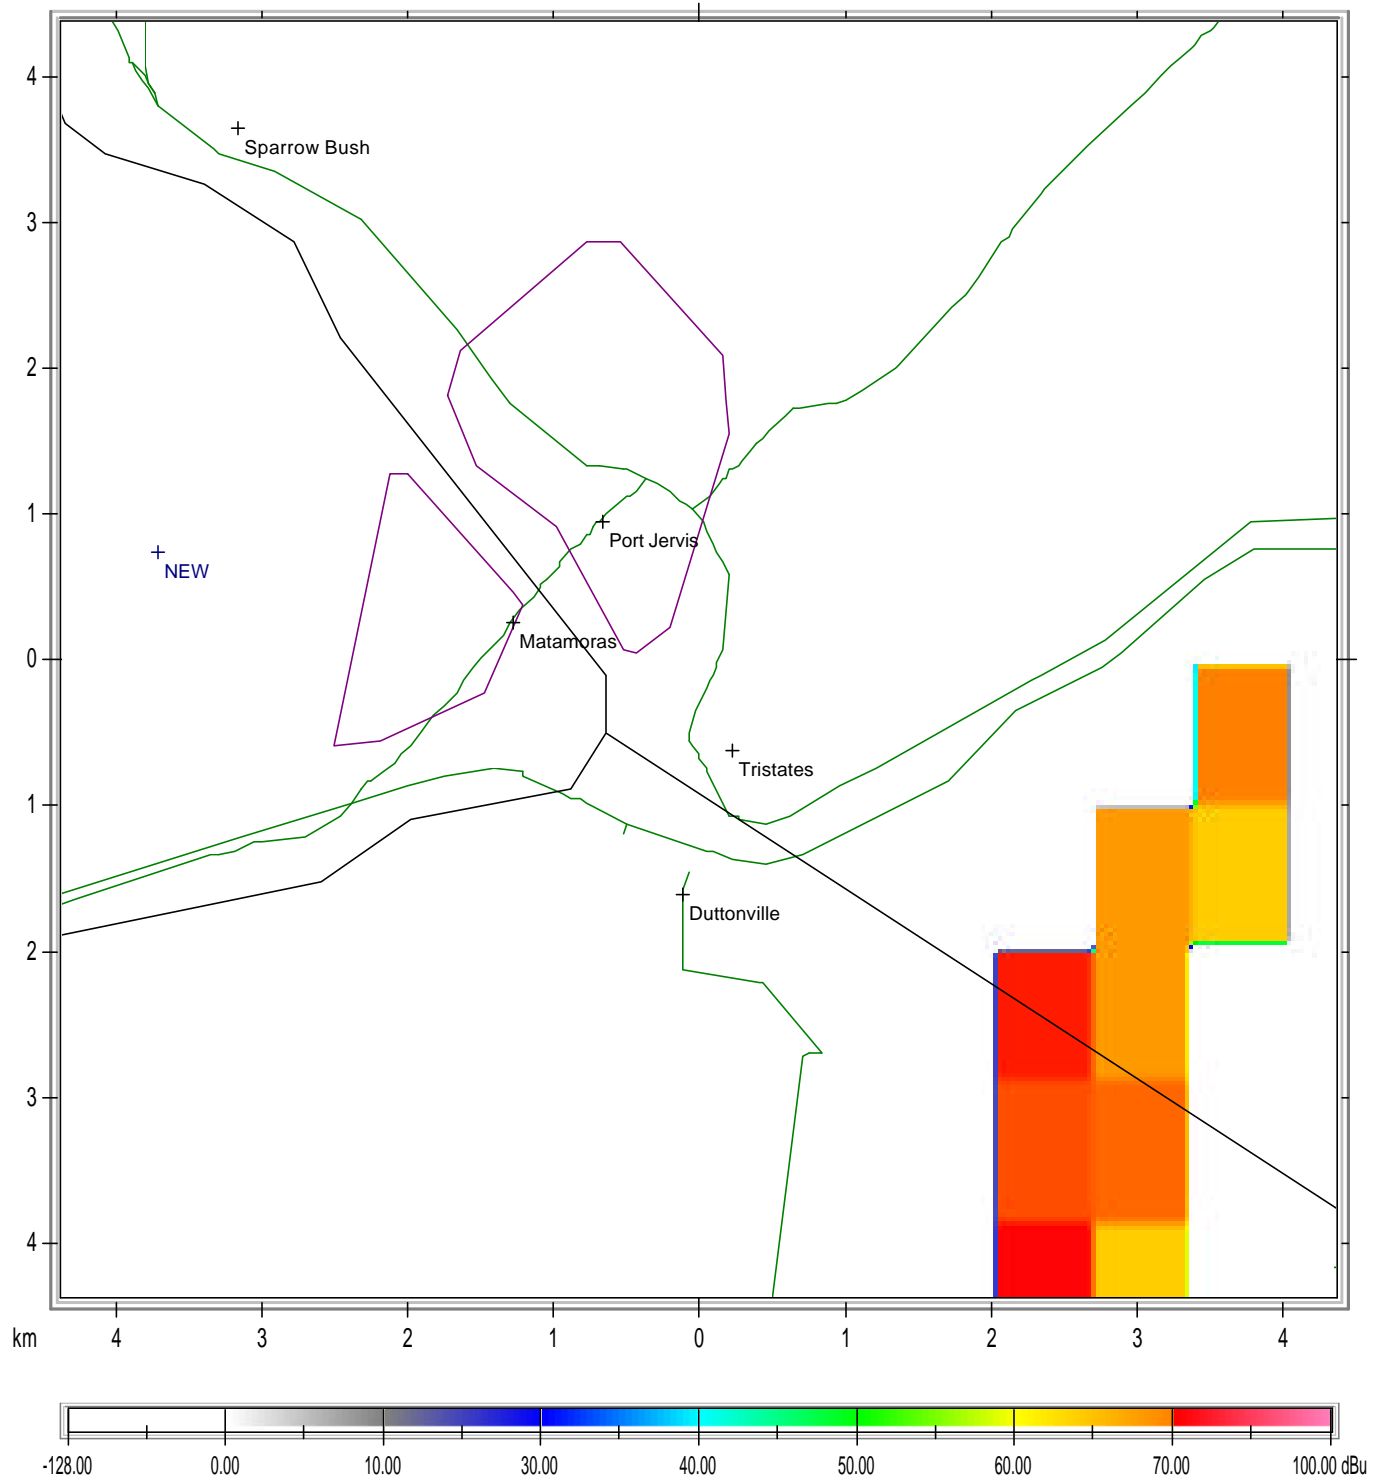 4
Sparrow Bush
3
2
1
Port Jervis
NEW
Matamoras
0
Tristates
1
Duttonville
2
3
4
km 4 3 2 1 0 1 2 3 4
-128.00 0.00 10.00 30.00 40.00 50.00 60.00 70.00 100.00 dBu